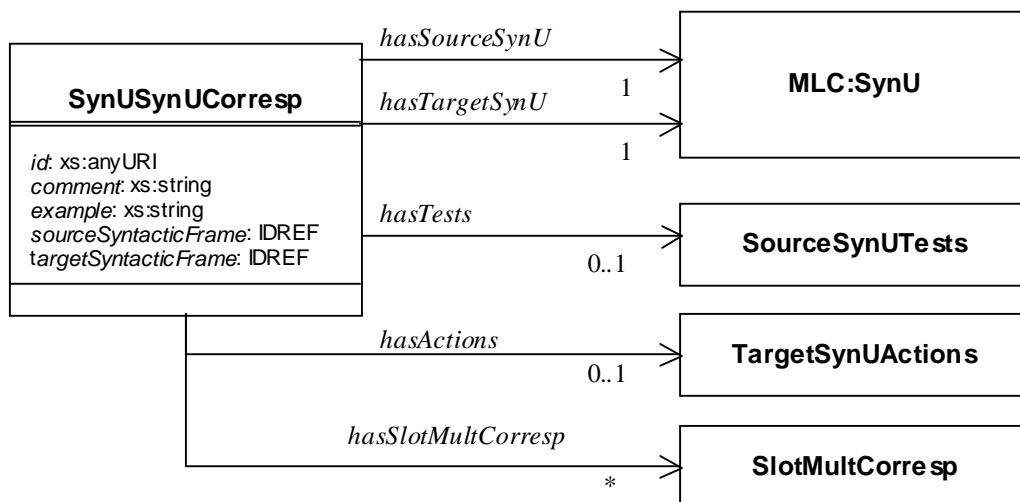 hasSourceSynU
SynUSynUCorresp
1
MLC:SynU
hasTargetSynU
1
id: xs:anyURI
comment: xs:string
example: xs:string
sourceSyntacticFrame: IDREF
targetSyntacticFrame: IDREF
hasTests
0..1
SourceSynUTests
hasActions
0..1
TargetSynUActions
hasSlotMultCorresp
*
SlotMultCorresp